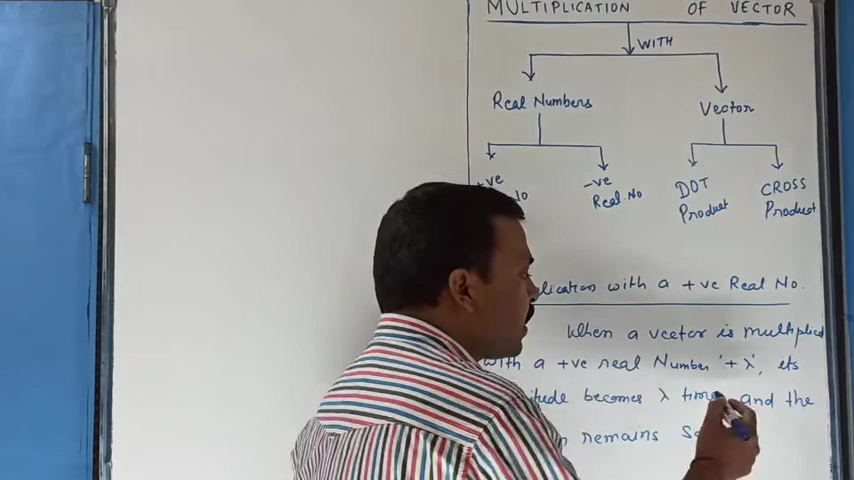 MULTIPLICATION OF VECTOR
WITH
Real Numbers Vector
-ve DOT CROSS
Real No Product Product
with a +ve Real No.
When a vector is multiplied
with a +ve real Number '+λ', its
becomes λ and the
remains